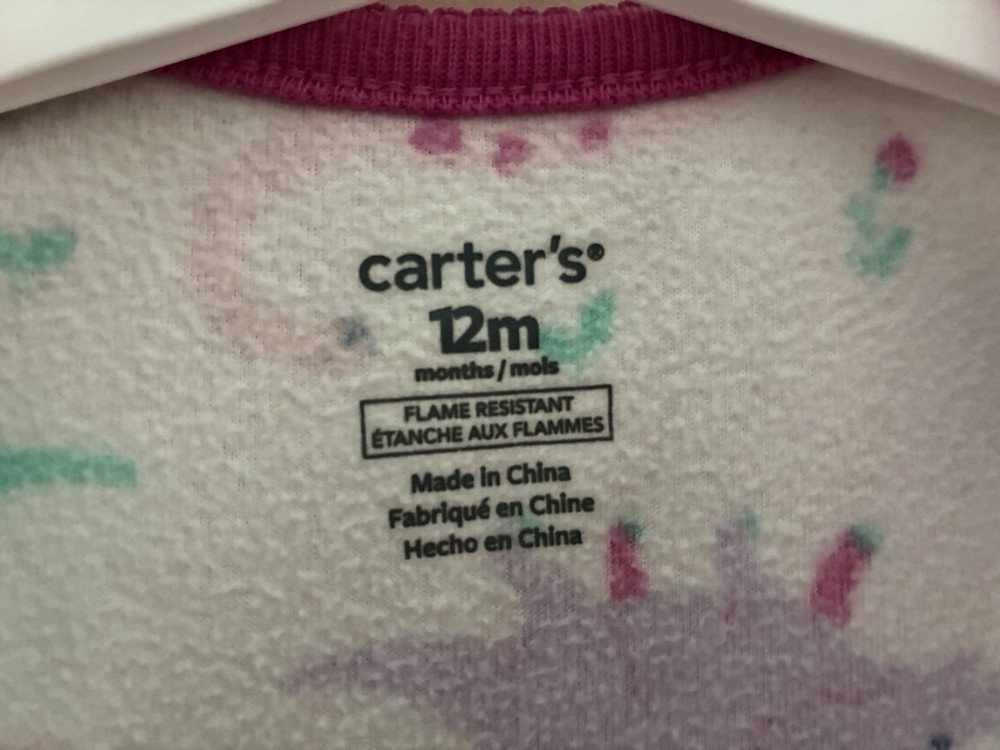 carter's®
12m
months / mois
FLAME RESISTANT
ÉTANCHE AUX FLAMMES
Made in China
Fabriqué en Chine
Hecho en China